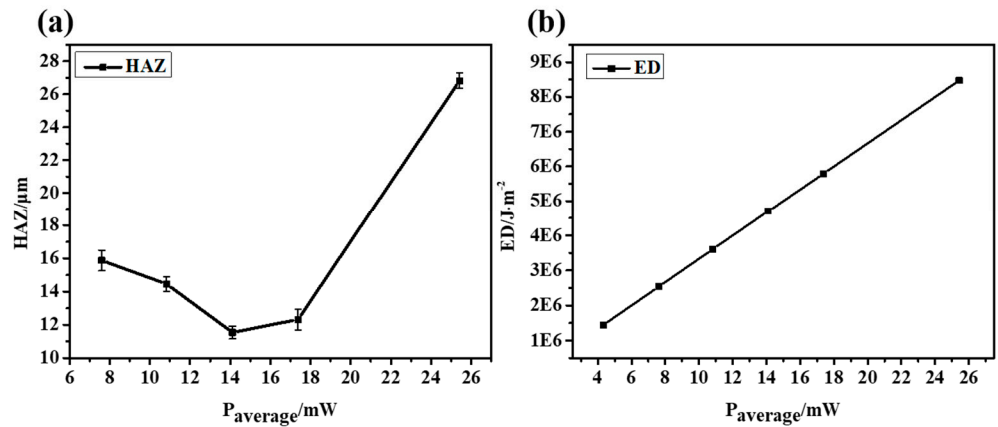 (a)
HAZ
28
26
24
22
20
18
16
14
12
10
HAZ/μm
6 8 10 12 14 16 18 20 22 24 26
Paverage/mW
(b)
ED
9E6
8E6
7E6
6E6
5E6
4E6
3E6
2E6
1E6
ED/J·m-2
4 6 8 10 12 14 16 18 20 22 24 26
Paverage/mW